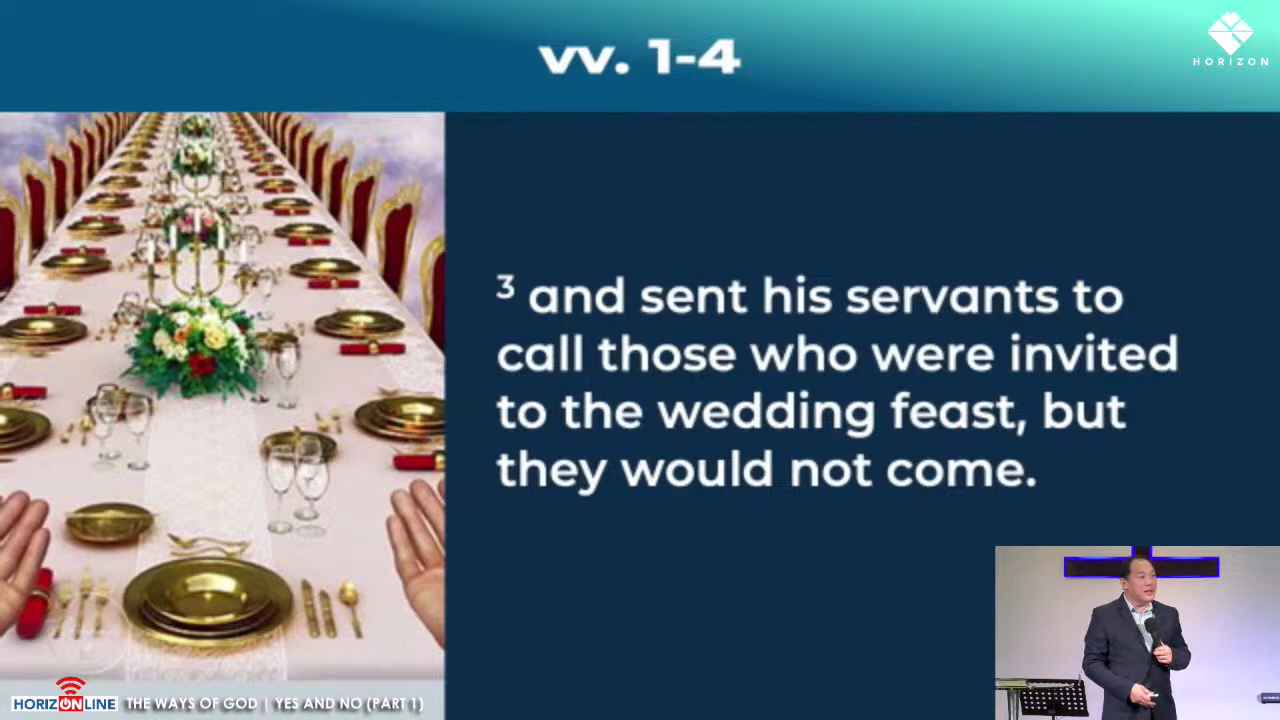 vv. 1-4
HORIZON
³ and sent his servants to
call those who were invited
to the wedding feast, but
they would not come.
HORIZONLINE THE WAYS OF GOD | YES AND NO (PART 1)